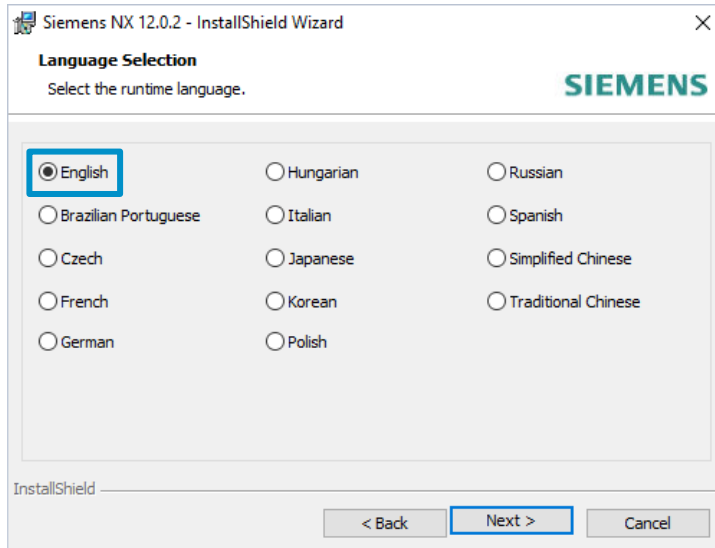 Siemens NX 12.0.2 - InstallShield Wizard
Language Selection
Select the runtime language.
SIEMENS
English
Hungarian
Russian
Brazilian Portuguese
Italian
Spanish
Czech
Japanese
Simplified Chinese
French
Korean
Traditional Chinese
German
Polish
InstallShield
< Back
Next >
Cancel